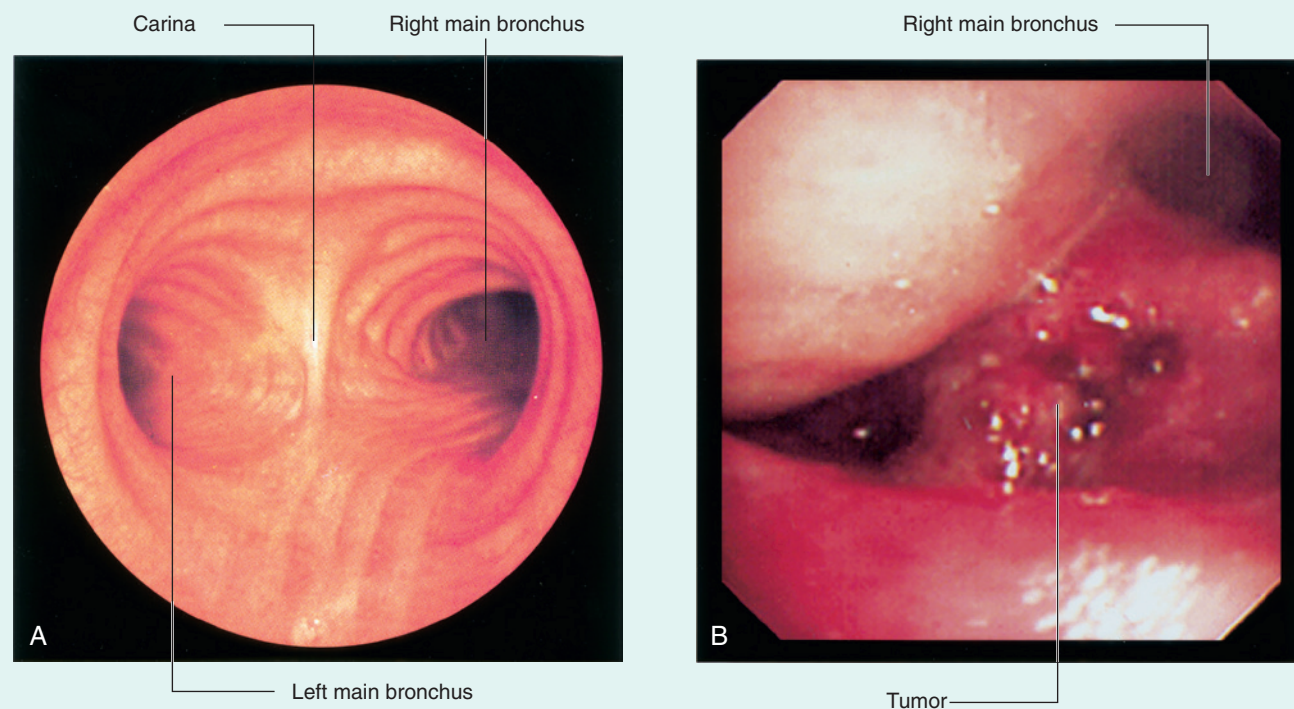 Carina
Right main bronchus
Right main bronchus
A
B
Left main bronchus
Tumor